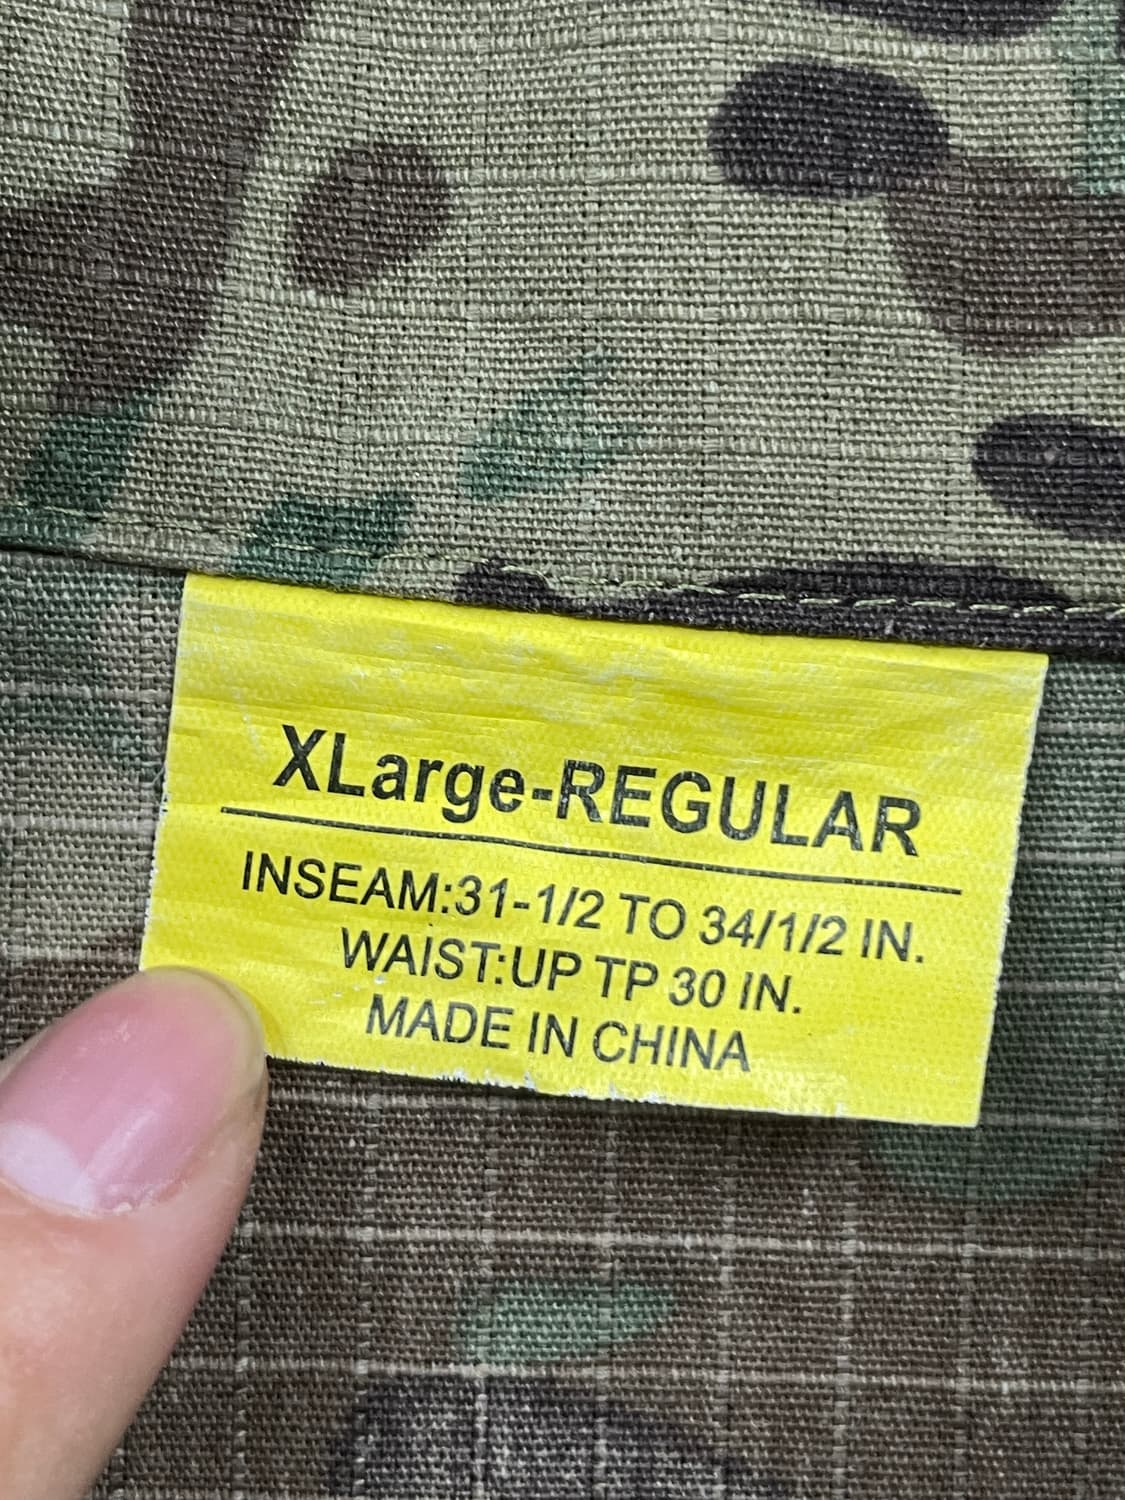 XLarge-REGULAR
INSEAM:31-1/2 TO 34/1/2 IN.
WAIST:UP TP 30 IN.
MADE IN CHINA